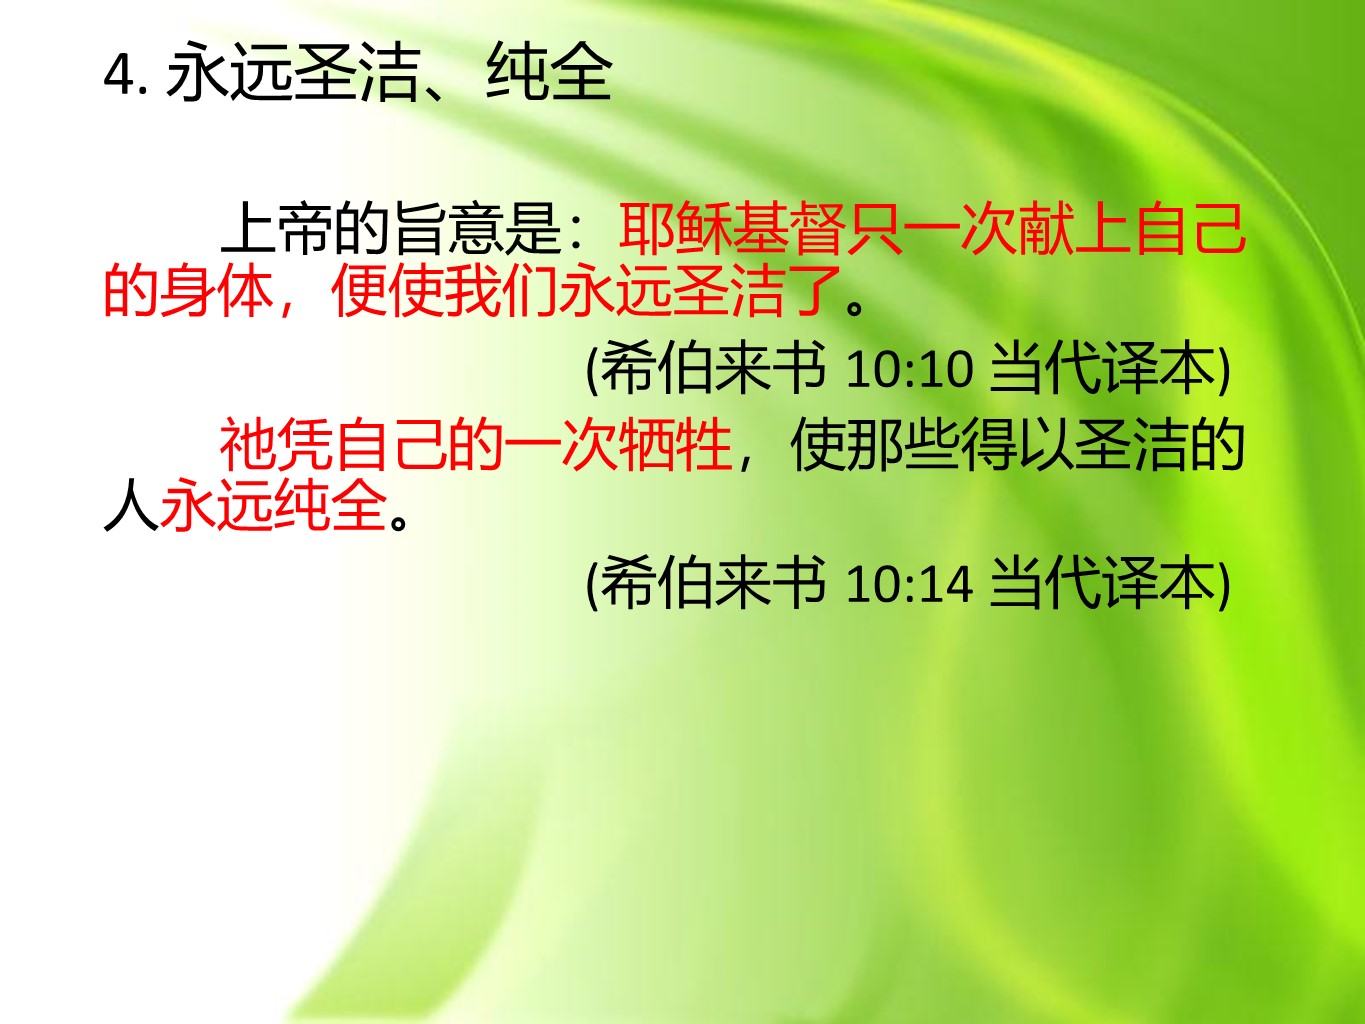 4. 永远圣洁、纯全
上帝的旨意是：耶稣基督只一次献上自己
的身体，便使我们永远圣洁了。
(希伯来书 10:10 当代译本)
祂凭自己的一次牺牲，使那些得以圣洁的
人永远纯全。
(希伯来书 10:14 当代译本)